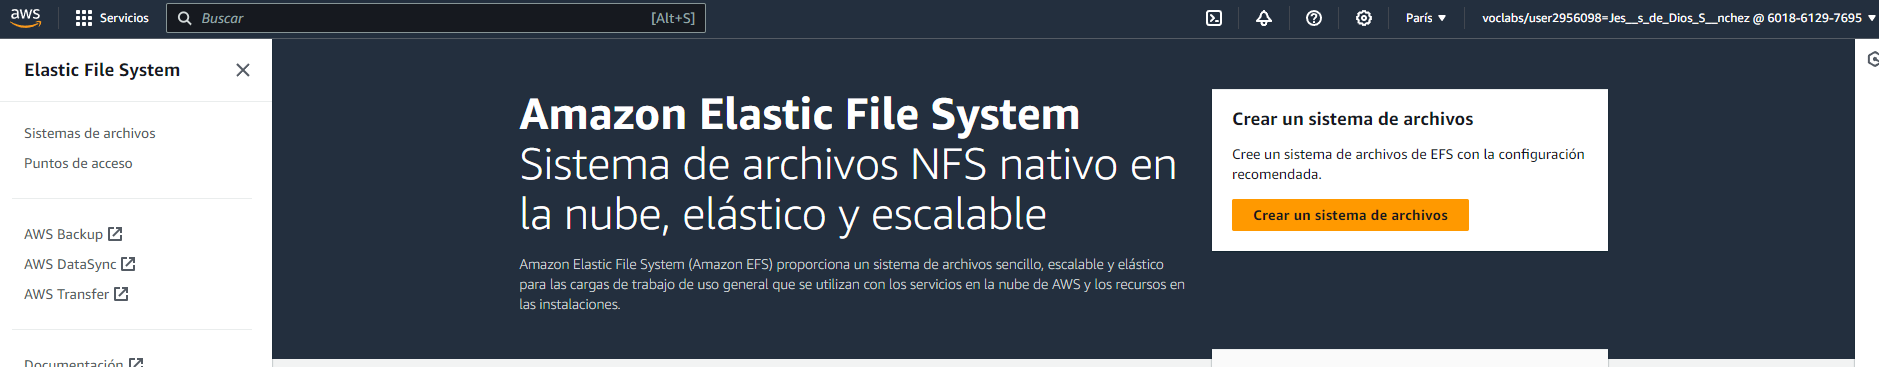 aws
Servicios
Buscar
[Alt+S]
París
voclabs/user2956098=Jes__s_de_Dios_S__nchez @ 6018-6129-7695
Elastic File System
Sistemas de archivos
Puntos de acceso
AWS Backup
AWS DataSync
AWS Transfer
Documentación
Amazon Elastic File System
Sistema de archivos NFS nativo en
la nube, elástico y escalable
Amazon Elastic File System (Amazon EFS) proporciona un sistema de archivos sencillo, escalable y elástico
para las cargas de trabajo de uso general que se utilizan con los servicios en la nube de AWS y los recursos en
las instalaciones.
Crear un sistema de archivos
Cree un sistema de archivos de EFS con la configuración
recomendada.
Crear un sistema de archivos